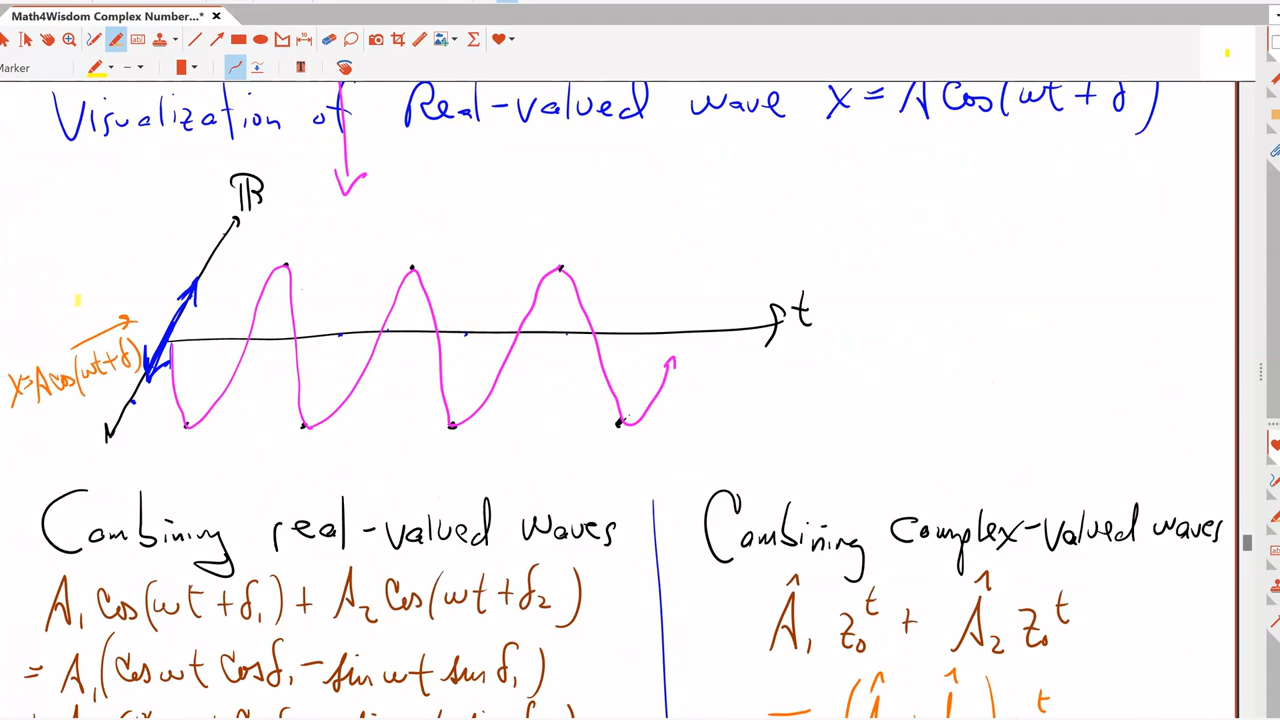 Math4Wisdom Complex Number...* ×
Marker
Visualization of Real-valued wave x = A Cos(ωt + δ)
ℝ
t
x = A cos(ωt + δ)
Combining real-valued waves
A₁ Cos(ωt + δ₁) + A₂ Cos(ωt + δ₂)
= A₁(cos ωt cos δ₁ - sin ωt sin δ₁)
Combining complex-valued waves
Â₁ z₀ᵗ + Â₂ z₀ᵗ